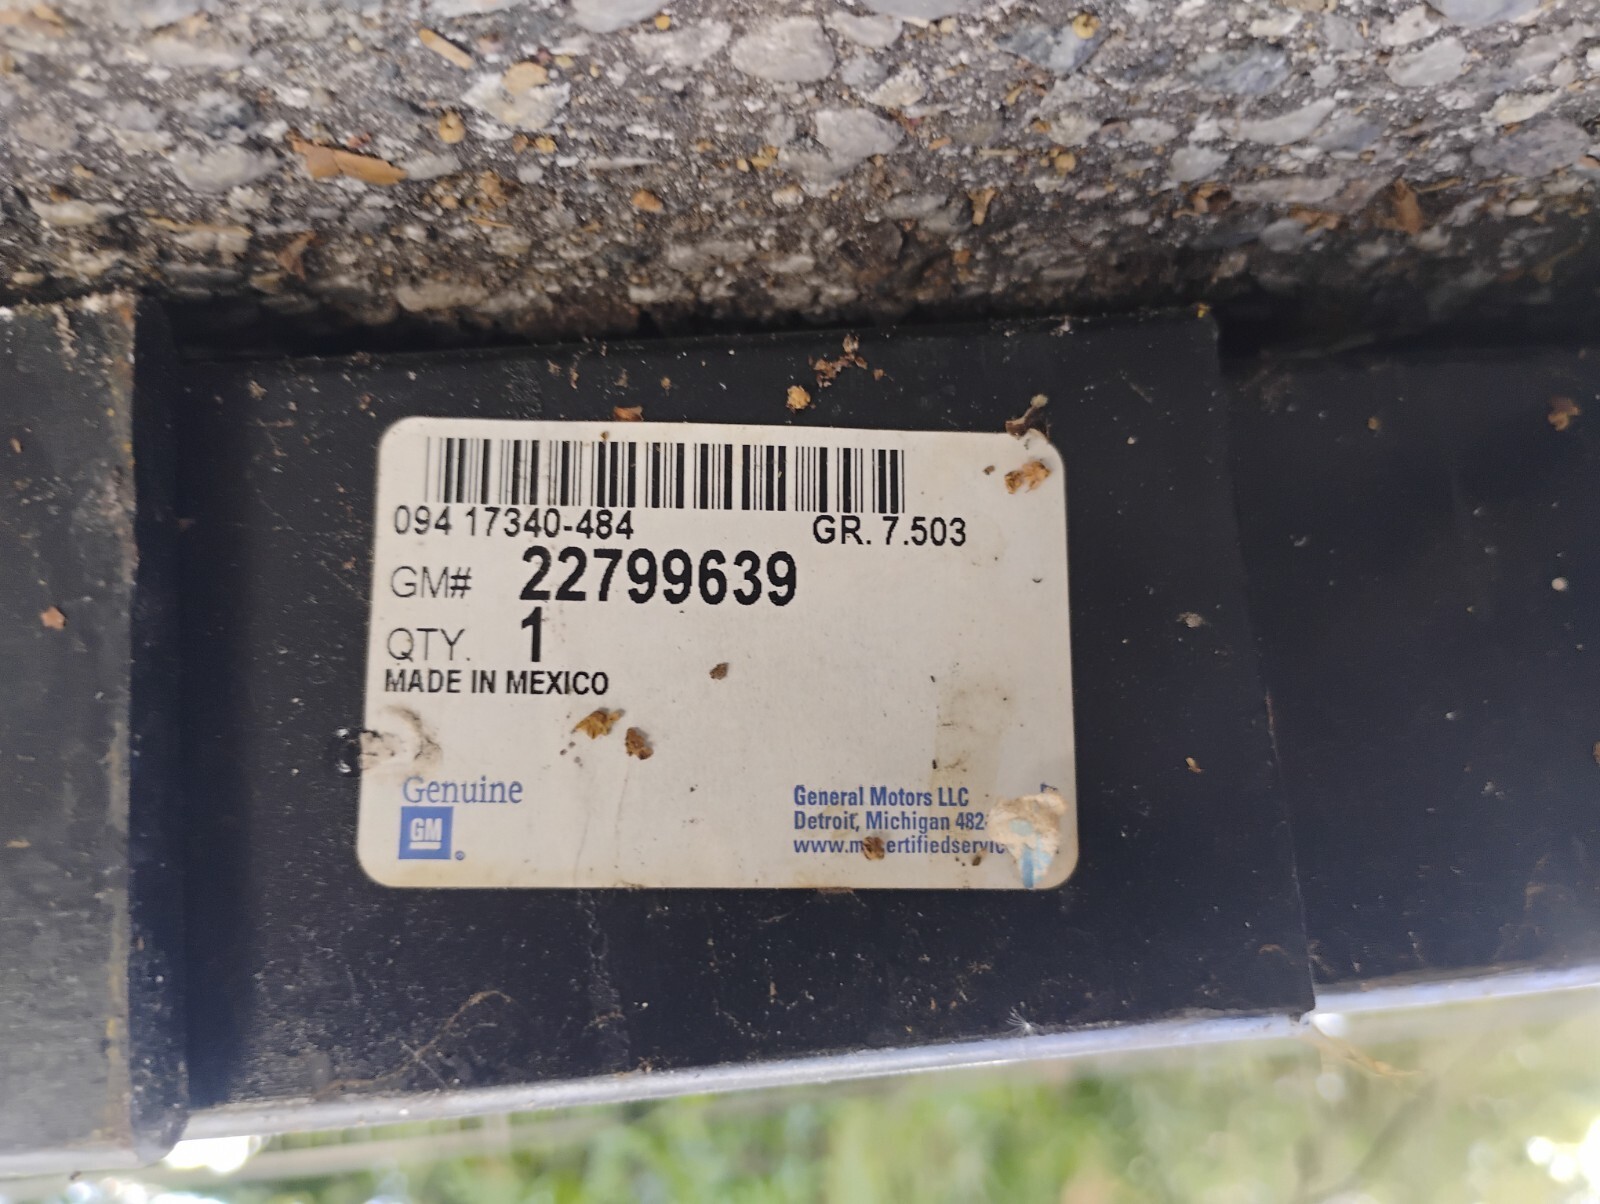 094 17340-484 GR. 7.503
GM# 22799639
QTY. 1
MADE IN MEXICO
Genuine
GM
General Motors LLC
Detroit, Michigan